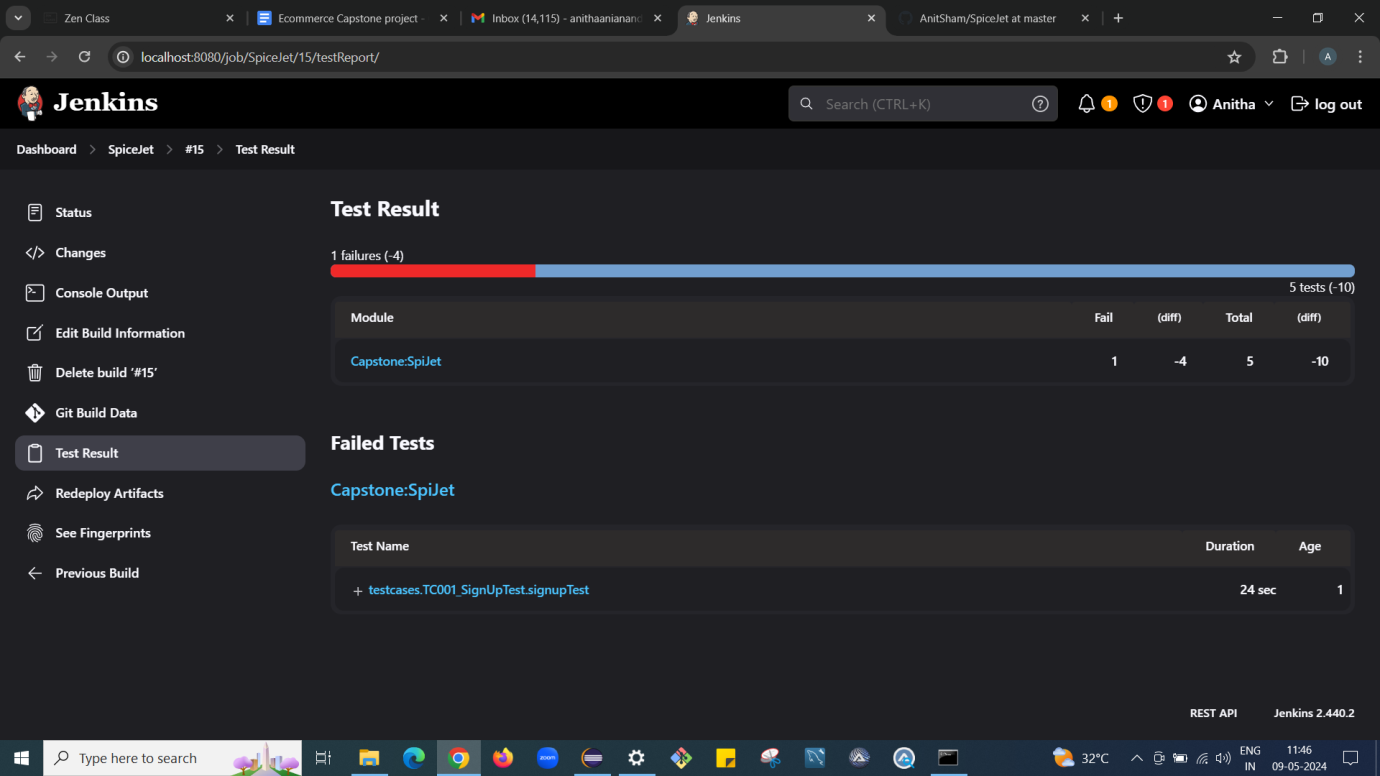 Zen Class
Ecommerce Capstone project -
Inbox (14,115) - anithaanianand
Jenkins
AnitSham/SpiceJet at master
localhost:8080/job/SpiceJet/15/testReport/
A
Jenkins
Search (CTRL+K)
?
1
1
Anitha
log out
Dashboard > SpiceJet > #15 > Test Result
Status
Changes
Console Output
Edit Build Information
Delete build ‘#15’
Git Build Data
Test Result
Redeploy Artifacts
See Fingerprints
Previous Build
Test Result
1 failures (-4)
5 tests (-10)
Module Fail (diff) Total (diff)
Capstone:SpiJet 1 -4 5 -10
Failed Tests
Capstone:SpiJet
Test Name Duration Age
+ testcases.TC001_SignUpTest.signupTest 24 sec 1
REST API Jenkins 2.440.2
Type here to search
zoom
32°C
ENG
IN
11:46
09-05-2024